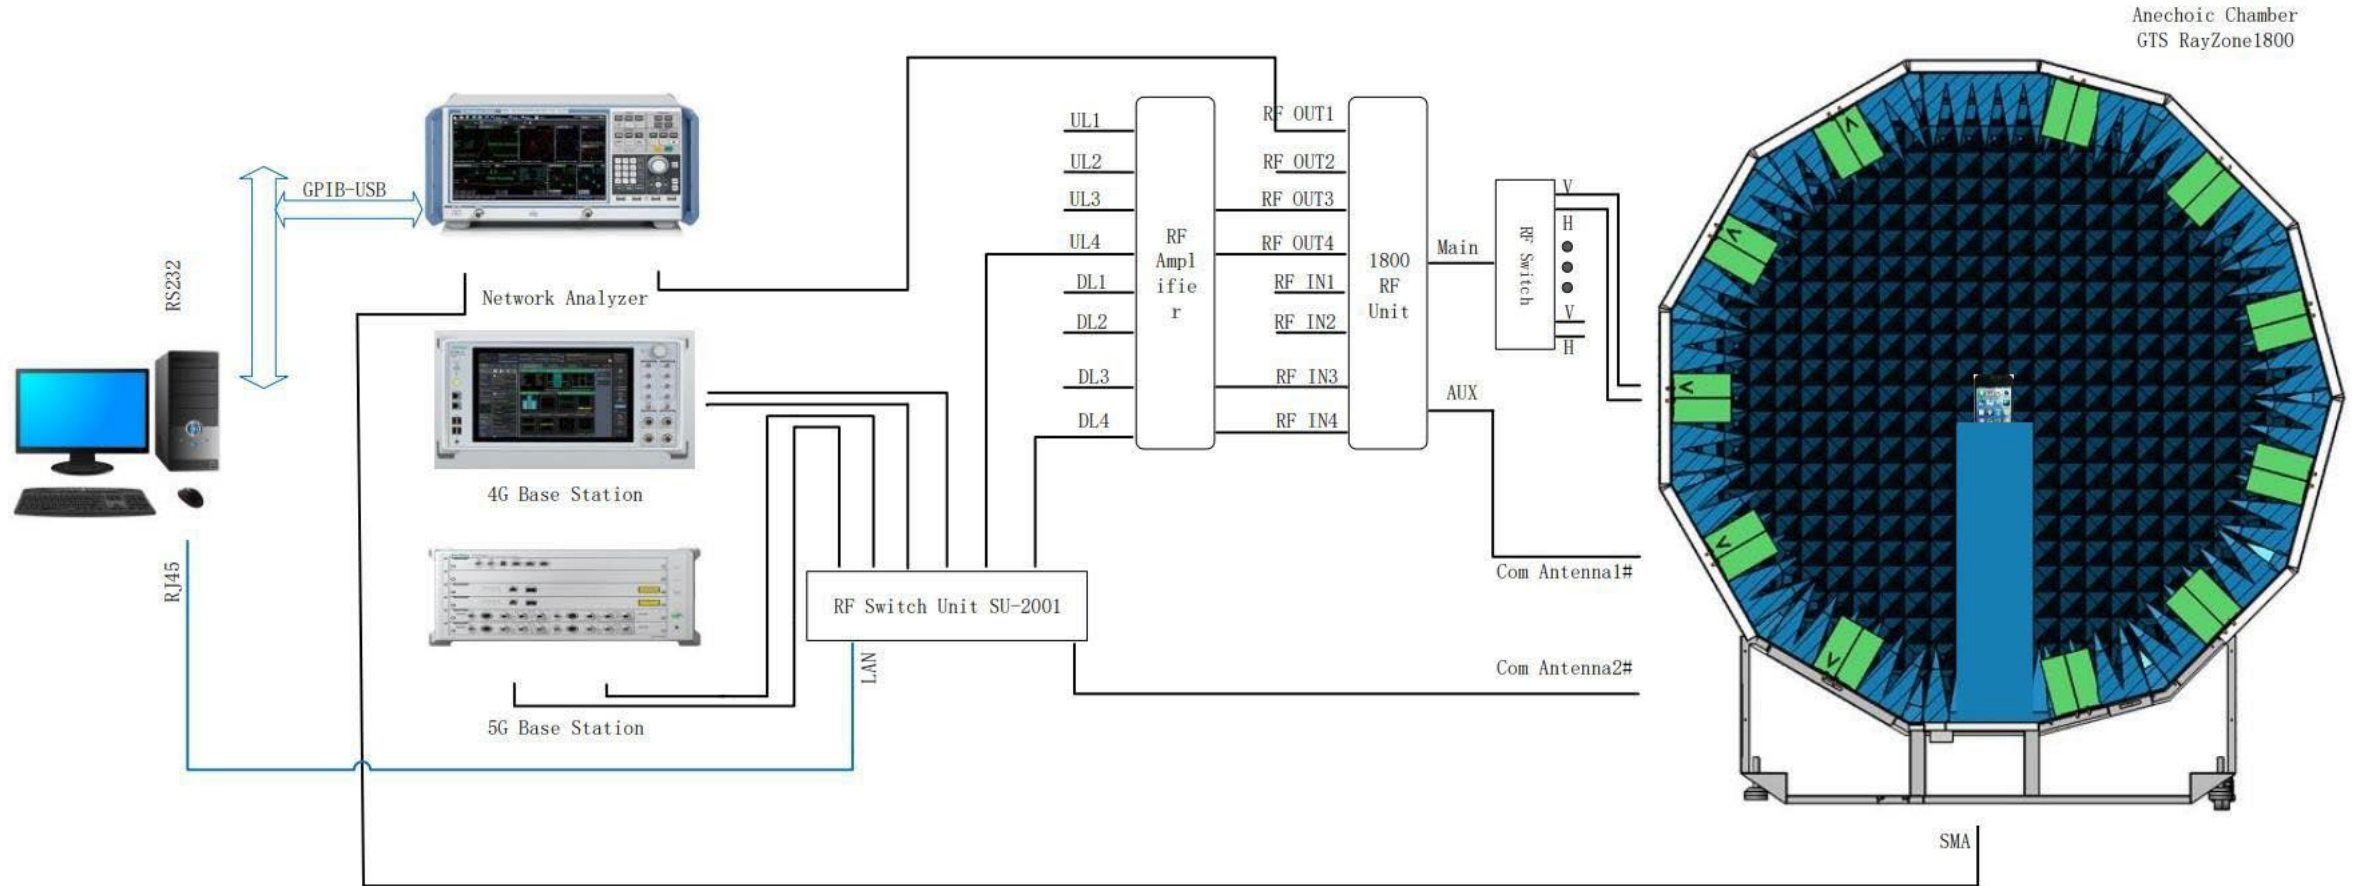 Anechoic Chamber
GTS RayZone1800
GPIB-USB
RS232
Network Analyzer
4G Base Station
RJ45
5G Base Station
LAN
RF Switch Unit SU-2001
UL1
UL2
UL3
UL4
DL1
DL2
DL3
DL4
RF
Ampl
ifie
r
RF OUT1
RF OUT2
RF OUT3
RF OUT4
RF IN1
RF IN2
RF IN3
RF IN4
1800
RF
Unit
Main
AUX
RF Switch
V
H
V
H
Com Antenna1#
Com Antenna2#
V
V
V
V
V
SMA